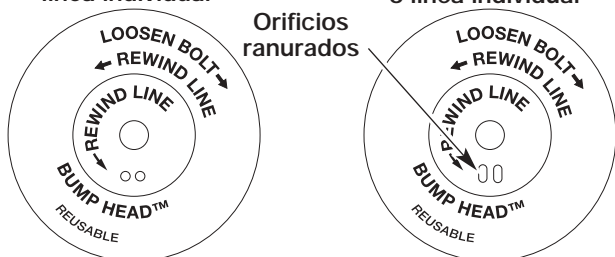 línea individual
LOOSEN BOLT
REWIND LINE
REWIND LINE
BUMP HEAD™
REUSABLE
Orificios
ranurados
o línea individual
LOOSEN BOLT
REWIND LINE
REWIND LINE
BUMP HEAD™
REUSABLE